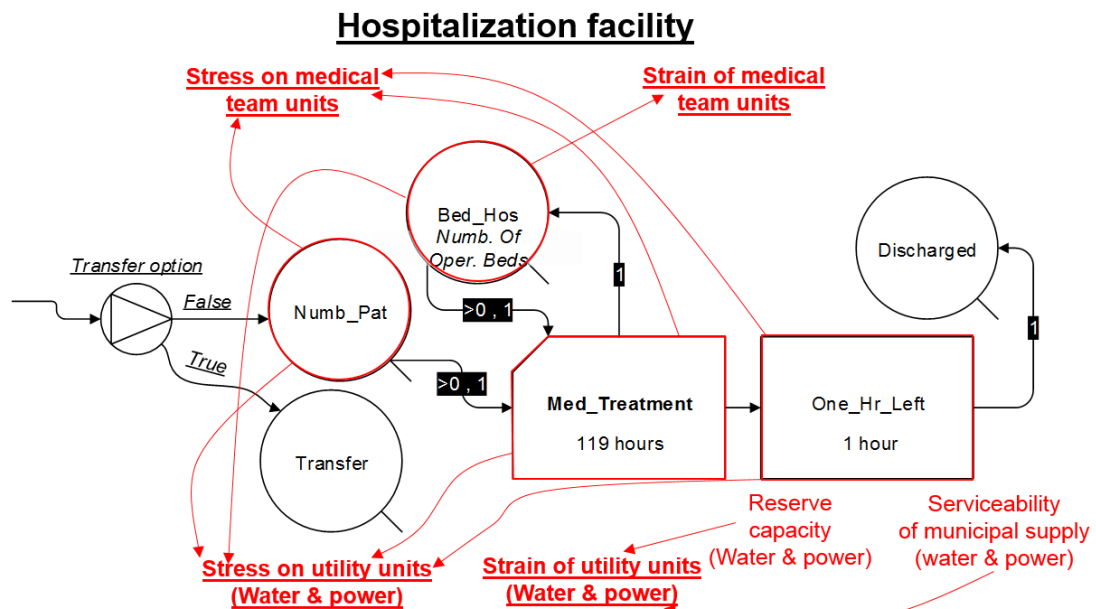 Hospitalization facility
Stress on medical
team units
Strain of medical
team units
Bed_Hos
Numb. Of
Oper. Beds
Discharged
Transfer option
False
True
Numb_Pat
>0 , 1
1
1
>0 , 1
Med_Treatment
119 hours
One_Hr_Left
1 hour
Transfer
Reserve
capacity
(Water & power)
Serviceability
of municipal supply
(water & power)
Stress on utility units
(Water & power)
Strain of utility units
(Water & power)